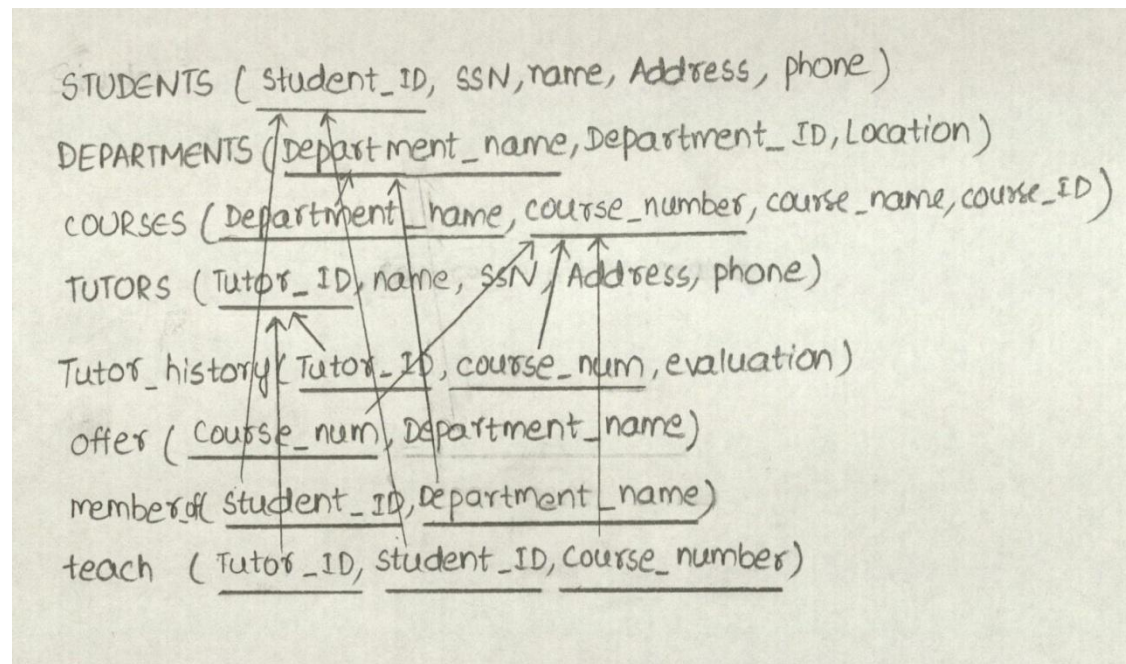 STUDENTS ( Student_ID, SSN, name, Address, phone)
DEPARTMENTS (Department_name, Department_ID, Location)
COURSES (Department_name, course_number, course_name, course_ID)
TUTORS (Tutor_ID, name, SSN, Address, phone)
Tutor_history( Tutor_ID, course_num, evaluation)
offer ( Course_num, Department_name)
member_of( student_ID, Department_name)
teach ( Tutor_ID, student_ID, Course_number)